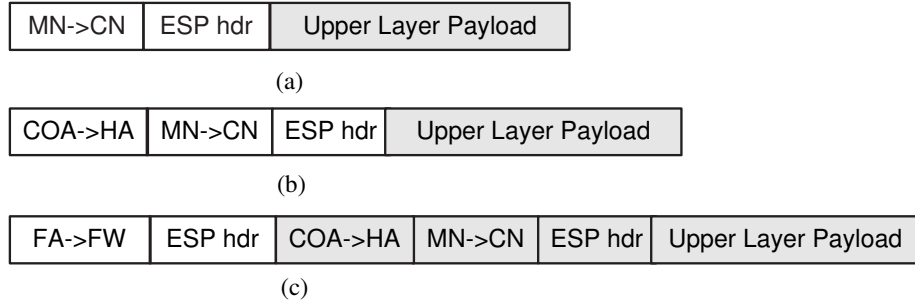 MN->CN ESP hdr Upper Layer Payload
(a)
COA->HA MN->CN ESP hdr Upper Layer Payload
(b)
FA->FW ESP hdr COA->HA MN->CN ESP hdr Upper Layer Payload
(c)